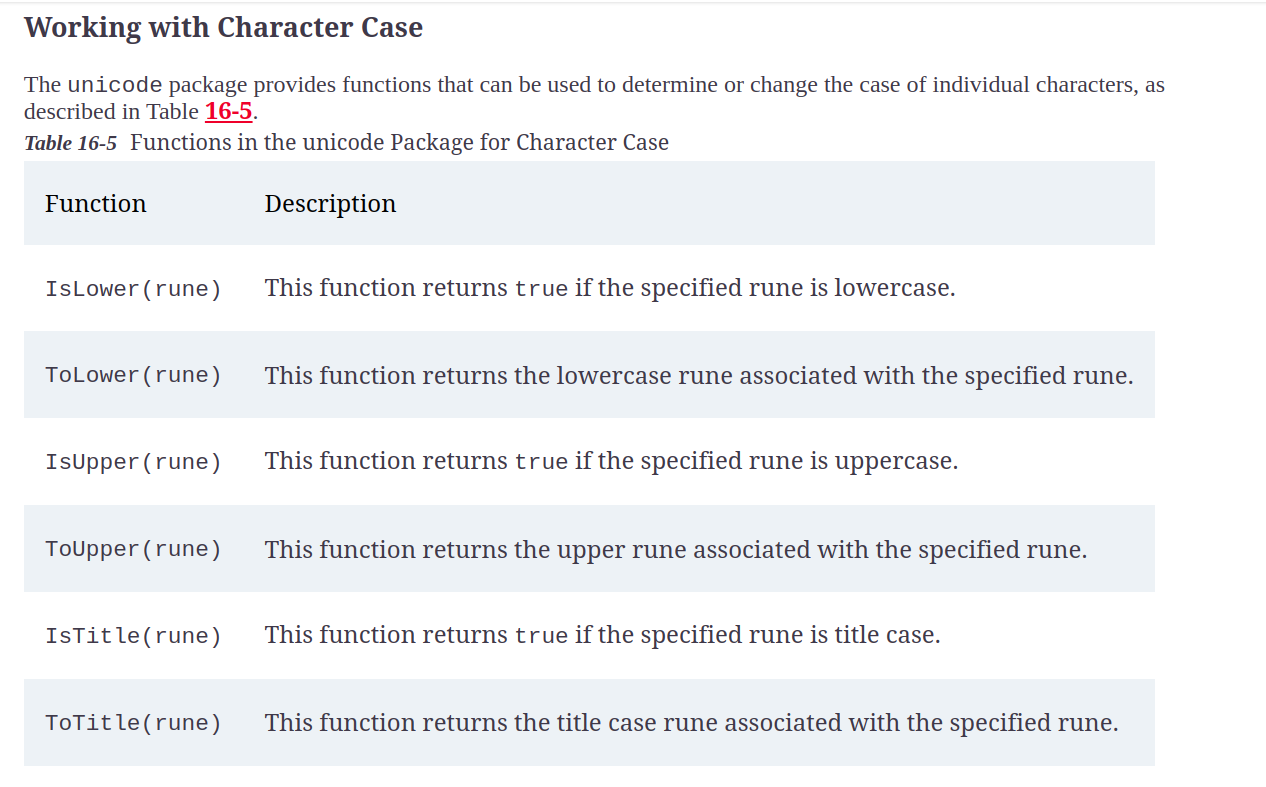 Working with Character Case
The unicode package provides functions that can be used to determine or change the case of individual characters, as
described in Table 16-5.
Table 16-5 Functions in the unicode Package for Character Case
Function Description
IsLower(rune) This function returns true if the specified rune is lowercase.
ToLower(rune) This function returns the lowercase rune associated with the specified rune.
IsUpper(rune) This function returns true if the specified rune is uppercase.
ToUpper(rune) This function returns the upper rune associated with the specified rune.
IsTitle(rune) This function returns true if the specified rune is title case.
ToTitle(rune) This function returns the title case rune associated with the specified rune.